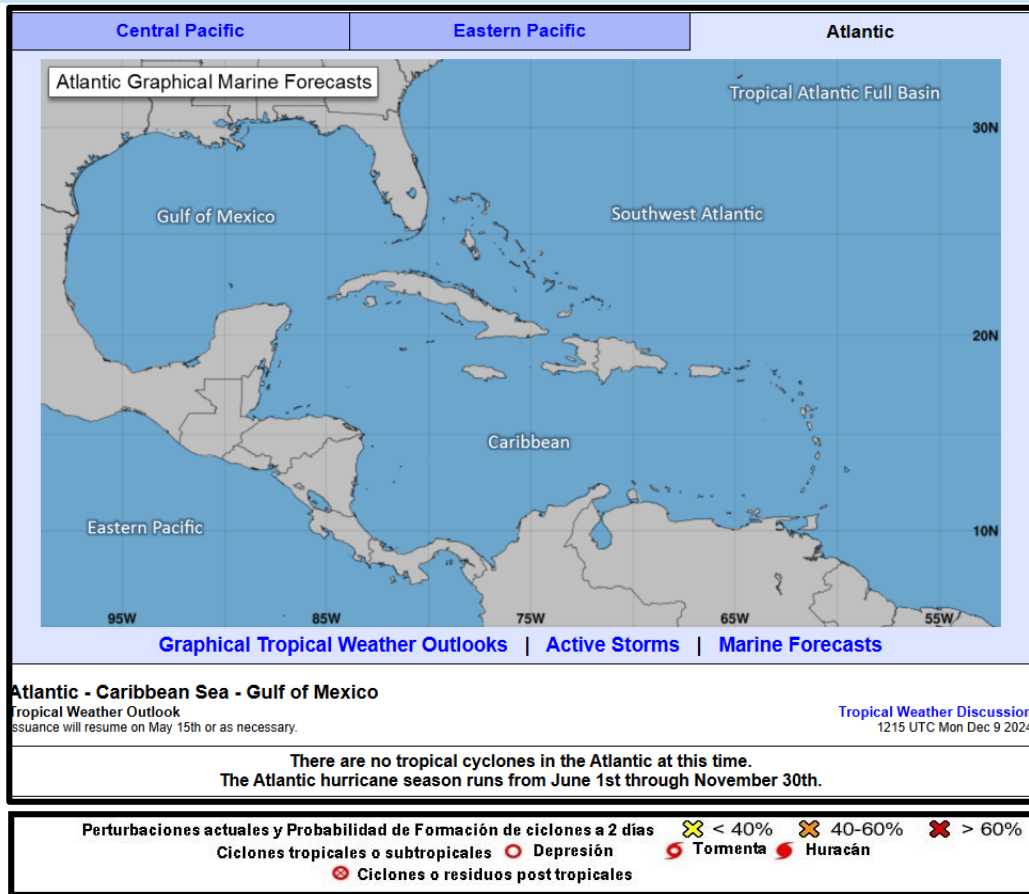 Central Pacific
Eastern Pacific
Atlantic
Atlantic Graphical Marine Forecasts
Tropical Atlantic Full Basin
30N
Gulf of Mexico
Southwest Atlantic
20N
Caribbean
Eastern Pacific
10N
95W 85W 75W 65W 55W
Graphical Tropical Weather Outlooks | Active Storms | Marine Forecasts
Atlantic - Caribbean Sea - Gulf of Mexico
Tropical Weather Outlook
Tropical Weather Discussion
ssuance will resume on May 15th or as necessary.
1215 UTC Mon Dec 9 2024
There are no tropical cyclones in the Atlantic at this time.
The Atlantic hurricane season runs from June 1st through November 30th.
Perturbaciones actuales y Probabilidad de Formación de ciclones a 2 días < 40% 40-60% > 60%
Ciclones tropicales o subtropicales Depresión Tormenta Huracán
Ciclones o residuos post tropicales